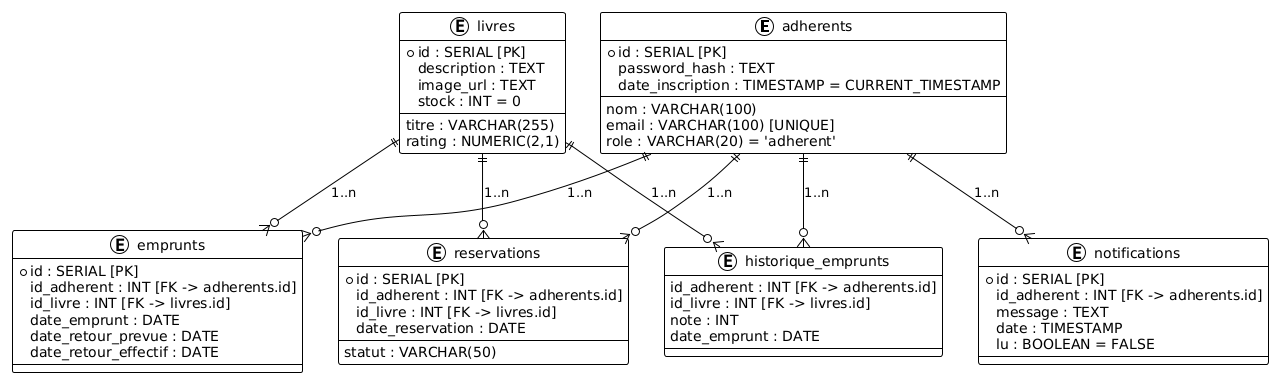 E livres
id : SERIAL [PK]
description : TEXT
image_url : TEXT
stock : INT = 0
titre : VARCHAR(255)
rating : NUMERIC(2,1)
E adherents
id : SERIAL [PK]
password_hash : TEXT
date_inscription : TIMESTAMP = CURRENT_TIMESTAMP
nom : VARCHAR(100)
email : VARCHAR(100) [UNIQUE]
role : VARCHAR(20) = 'adherent'
1..n
1..n
1..n
1..n
1..n
1..n
1..n
E emprunts
id : SERIAL [PK]
id_adherent : INT [FK -> adherents.id]
id_livre : INT [FK -> livres.id]
date_emprunt : DATE
date_retour_prevue : DATE
date_retour_effectif : DATE
E reservations
id : SERIAL [PK]
id_adherent : INT [FK -> adherents.id]
id_livre : INT [FK -> livres.id]
date_reservation : DATE
statut : VARCHAR(50)
E historique_emprunts
id_adherent : INT [FK -> adherents.id]
id_livre : INT [FK -> livres.id]
note : INT
date_emprunt : DATE
E notifications
id : SERIAL [PK]
id_adherent : INT [FK -> adherents.id]
message : TEXT
date : TIMESTAMP
lu : BOOLEAN = FALSE